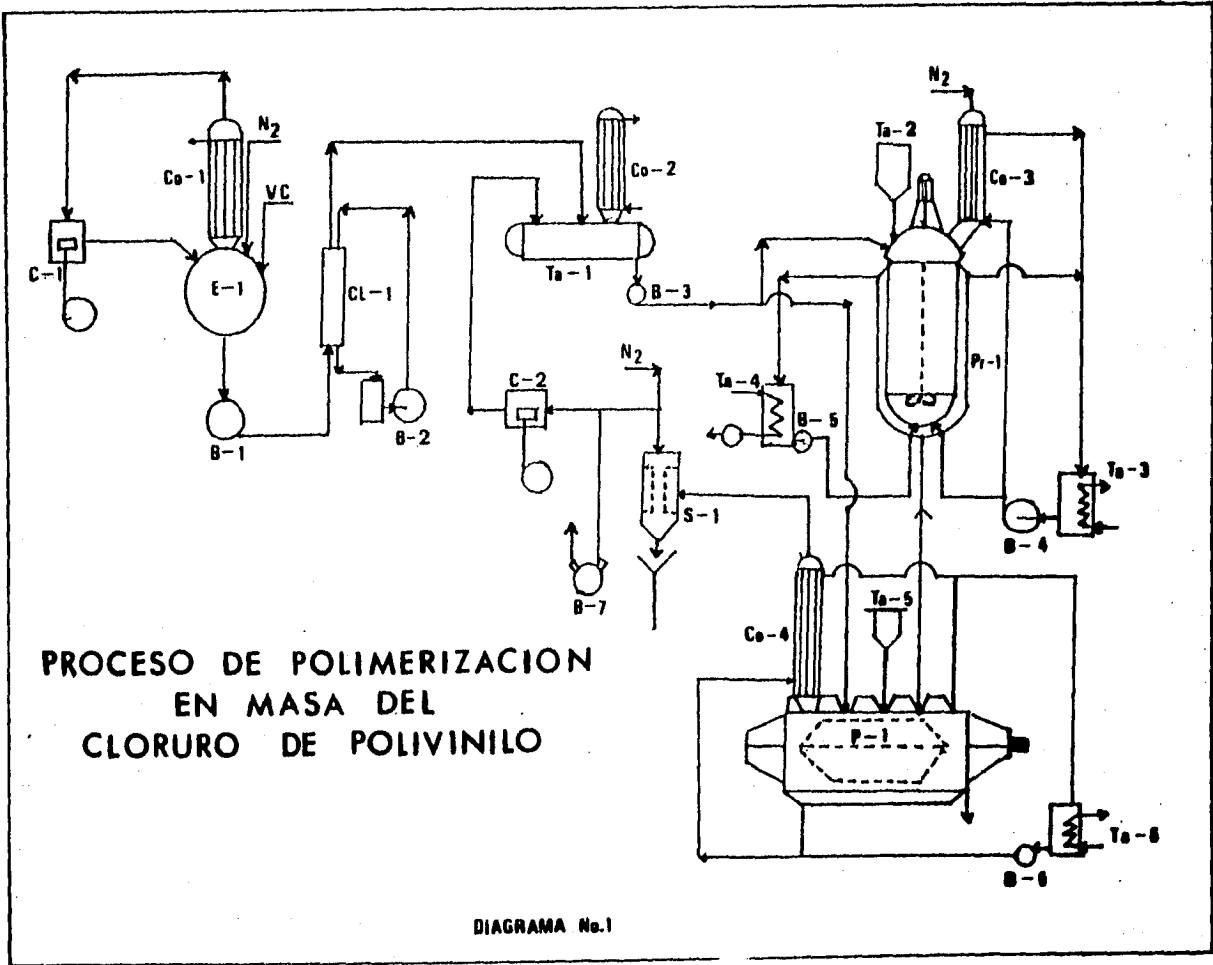 N2
Ta-2
N2
Co-1
Co-2
Co-3
VC
C-1
E-1
CL-1
Ta-1
B-3
Pr-1
N2
C-2
Ta-4
B-5
B-1
B-2
S-1
Ta-3
B-4
B-7
Ta-5
Co-4
PROCESO DE POLIMERIZACION
EN MASA DEL
CLORURO DE POLIVINILO
P-1
Ta-6
B-6
DIAGRAMA No.1